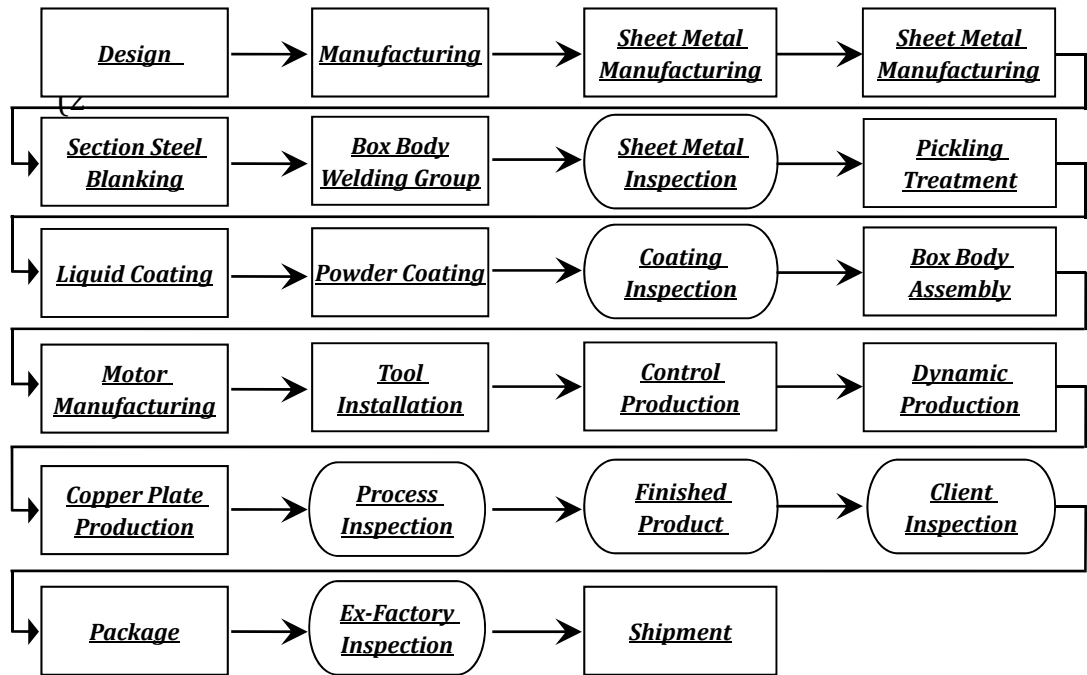 Design
Manufacturing
Sheet Metal
Manufacturing
Sheet Metal
Manufacturing
Section Steel
Blanking
Box Body
Welding Group
Sheet Metal
Inspection
Pickling
Treatment
Liquid Coating
Powder Coating
Coating
Inspection
Box Body
Assembly
Motor
Manufacturing
Tool
Installation
Control
Production
Dynamic
Production
Copper Plate
Production
Process
Inspection
Finished
Product
Client
Inspection
Package
Ex-Factory
Inspection
Shipment